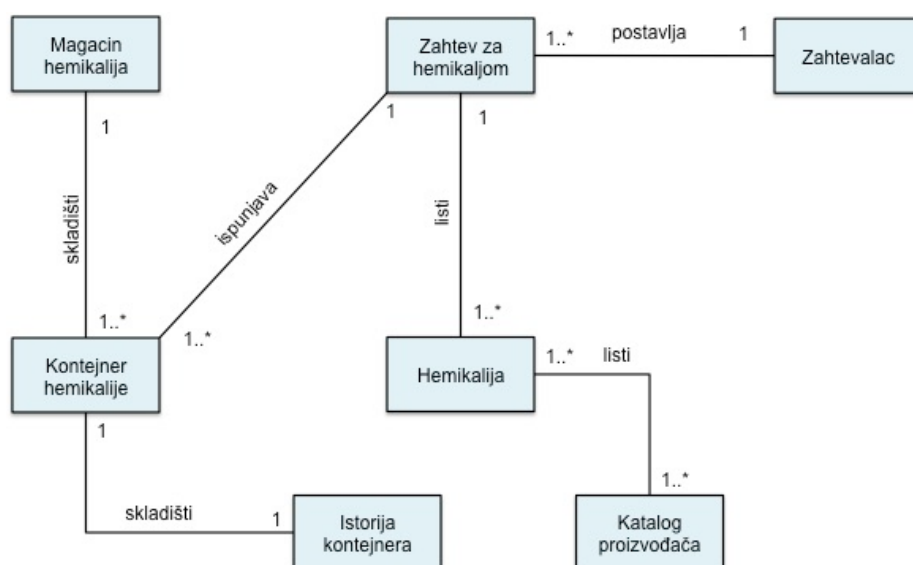 Magacin
hemikalija
Zahtev za
hemikaljom
1..*
postavlja
1
Zahtevalac
1
1
1
skladišti
ispunjava
listi
1..*
1..*
1..*
Kontejner
hemikalije
Hemikalija
1..*
listi
1
1..*
skladišti
1
Istorija
kontejnera
Katalog
proizvođača